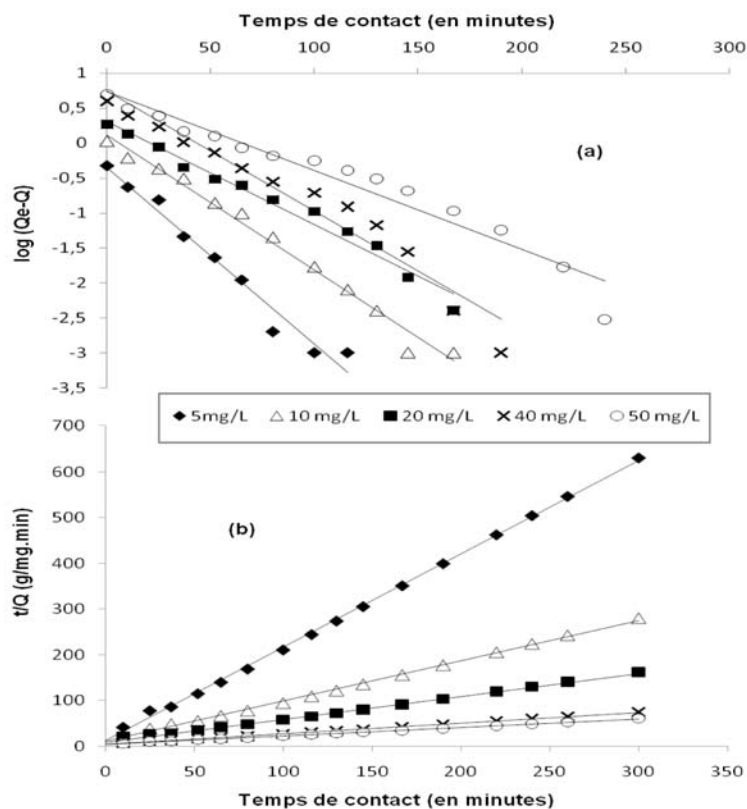 Temps de contact (en minutes)
0 50 100 150 200 250 300
1
0,5
0
-0,5
-1
-1,5
-2
-2,5
-3
-3,5
log (Qe-Q)
(a)
5mg/L 10 mg/L 20 mg/L 40 mg/L 50 mg/L
700
600
500
400
300
200
100
0
t/Q (g/mg.min)
(b)
0 50 100 150 200 250 300 350
Temps de contact (en minutes)